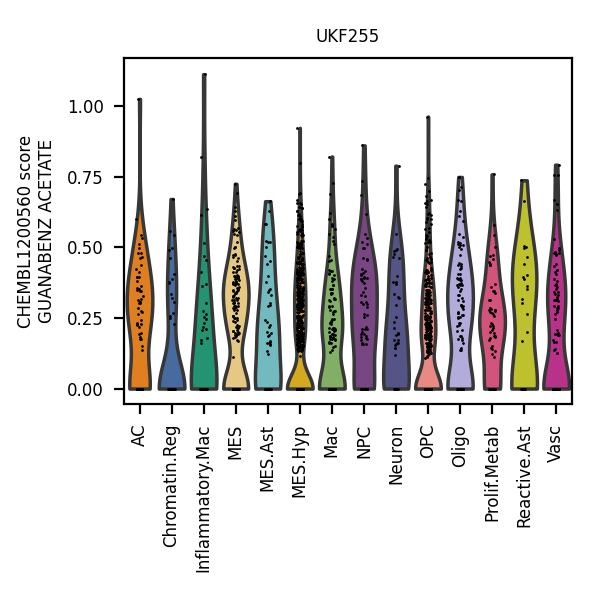 UKF255
CHEMBL1200560 score
GUANABENZ ACETATE
1.00
0.75
0.50
0.25
0.00
AC
Chromatin.Reg
Inflammatory.Mac
MES
MES.Ast
MES.Hyp
Mac
NPC
Neuron
OPC
Oligo
Prolif.Metab
Reactive.Ast
Vasc